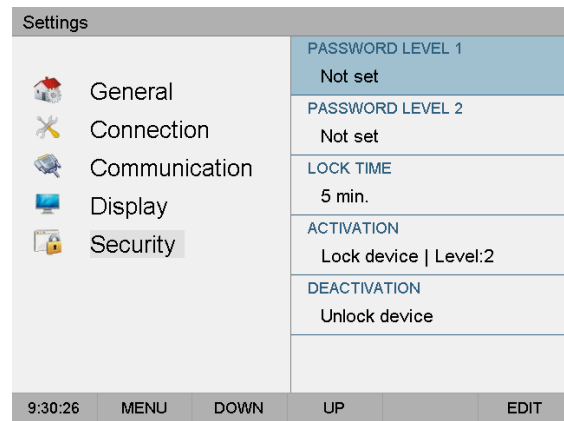 Settings
General
Connection
Communication
Display
Security
PASSWORD LEVEL 1
Not set
PASSWORD LEVEL 2
Not set
LOCK TIME
5 min.
ACTIVATION
Lock device | Level:2
DEACTIVATION
Unlock device
9:30:26 MENU DOWN UP EDIT